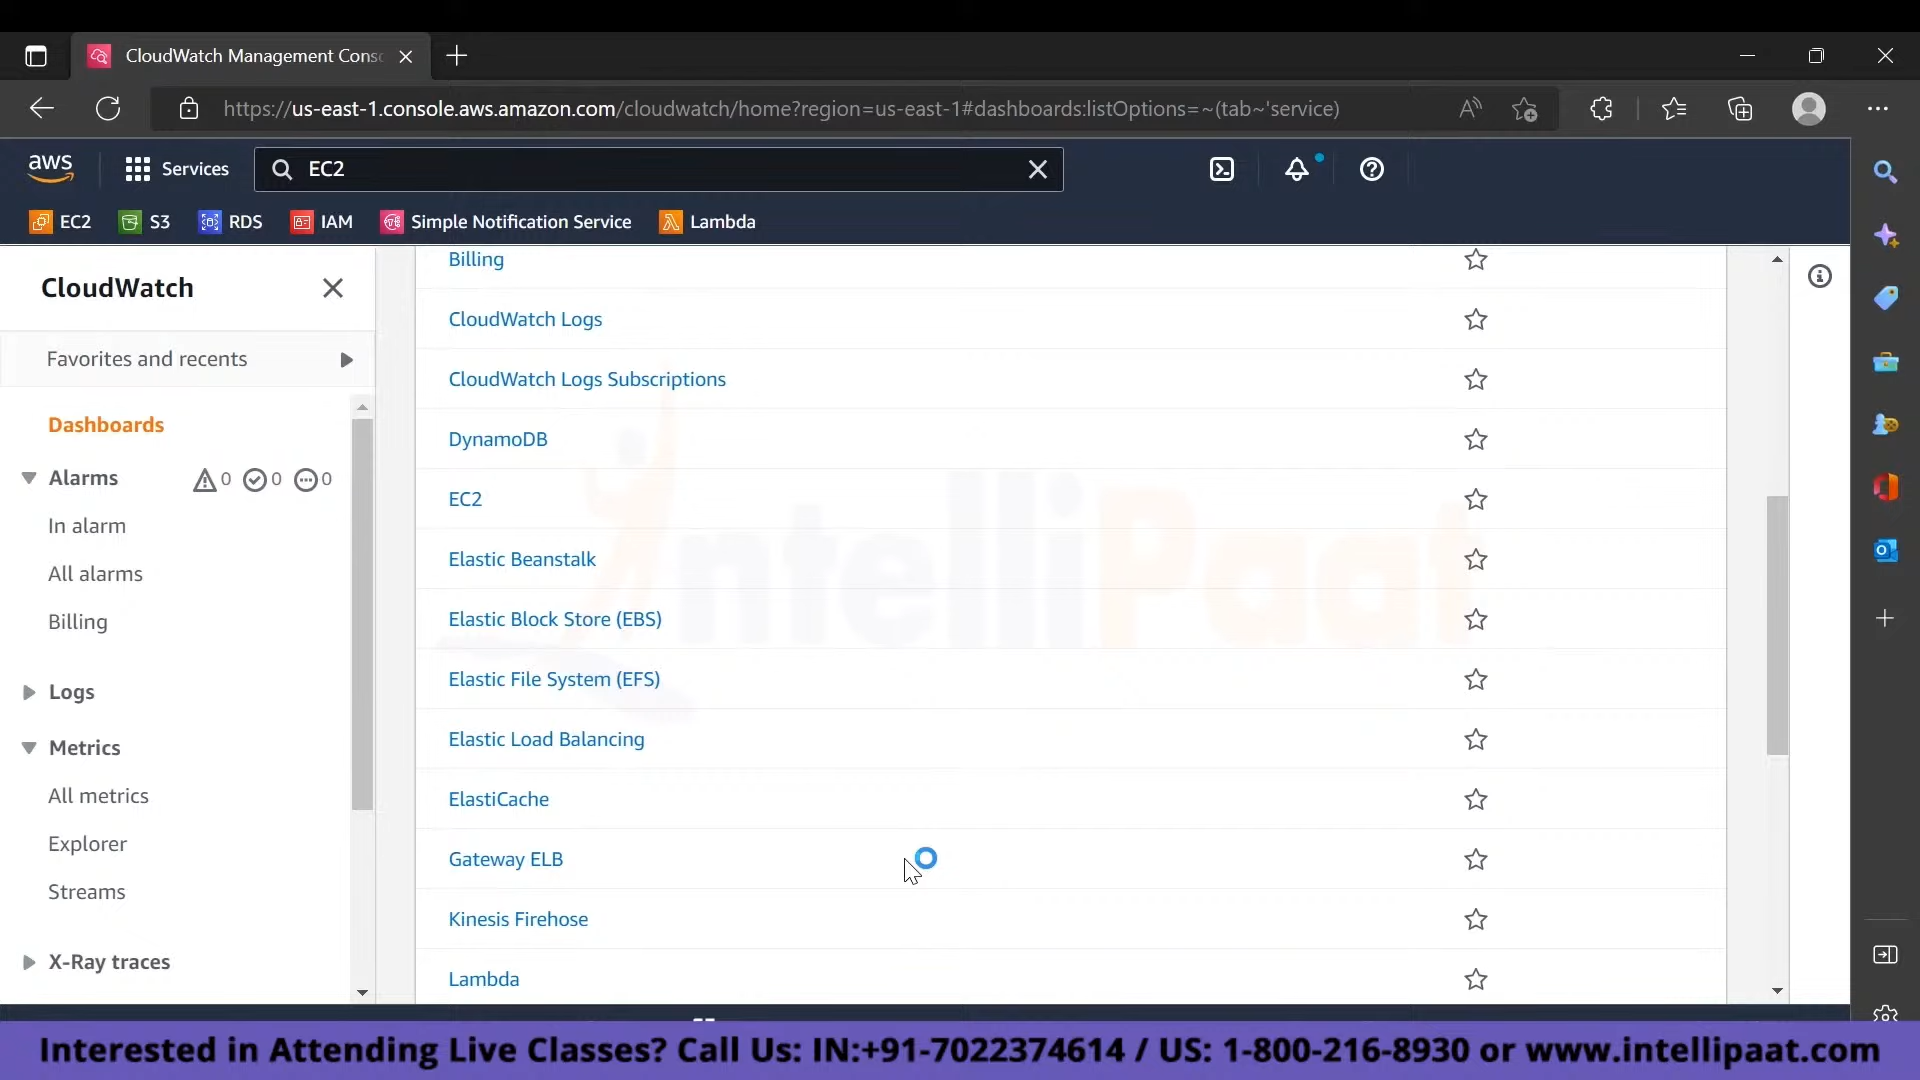 CloudWatch Management Consc
https://us-east-1.console.aws.amazon.com/cloudwatch/home?region=us-east-1#dashboards:listOptions=~(tab~'service)
aws
Services
EC2
EC2
S3
RDS
IAM
Simple Notification Service
Lambda
CloudWatch
Favorites and recents
Dashboards
Alarms 0 0 0
In alarm
All alarms
Billing
Logs
Metrics
All metrics
Explorer
Streams
X-Ray traces
Billing
CloudWatch Logs
CloudWatch Logs Subscriptions
DynamoDB
EC2
Elastic Beanstalk
Elastic Block Store (EBS)
Elastic File System (EFS)
Elastic Load Balancing
ElastiCache
Gateway ELB
Kinesis Firehose
Lambda
IntelliPaat
Interested in Attending Live Classes? Call Us: IN:+91-7022374614 / US: 1-800-216-8930 or www.intellipaat.com